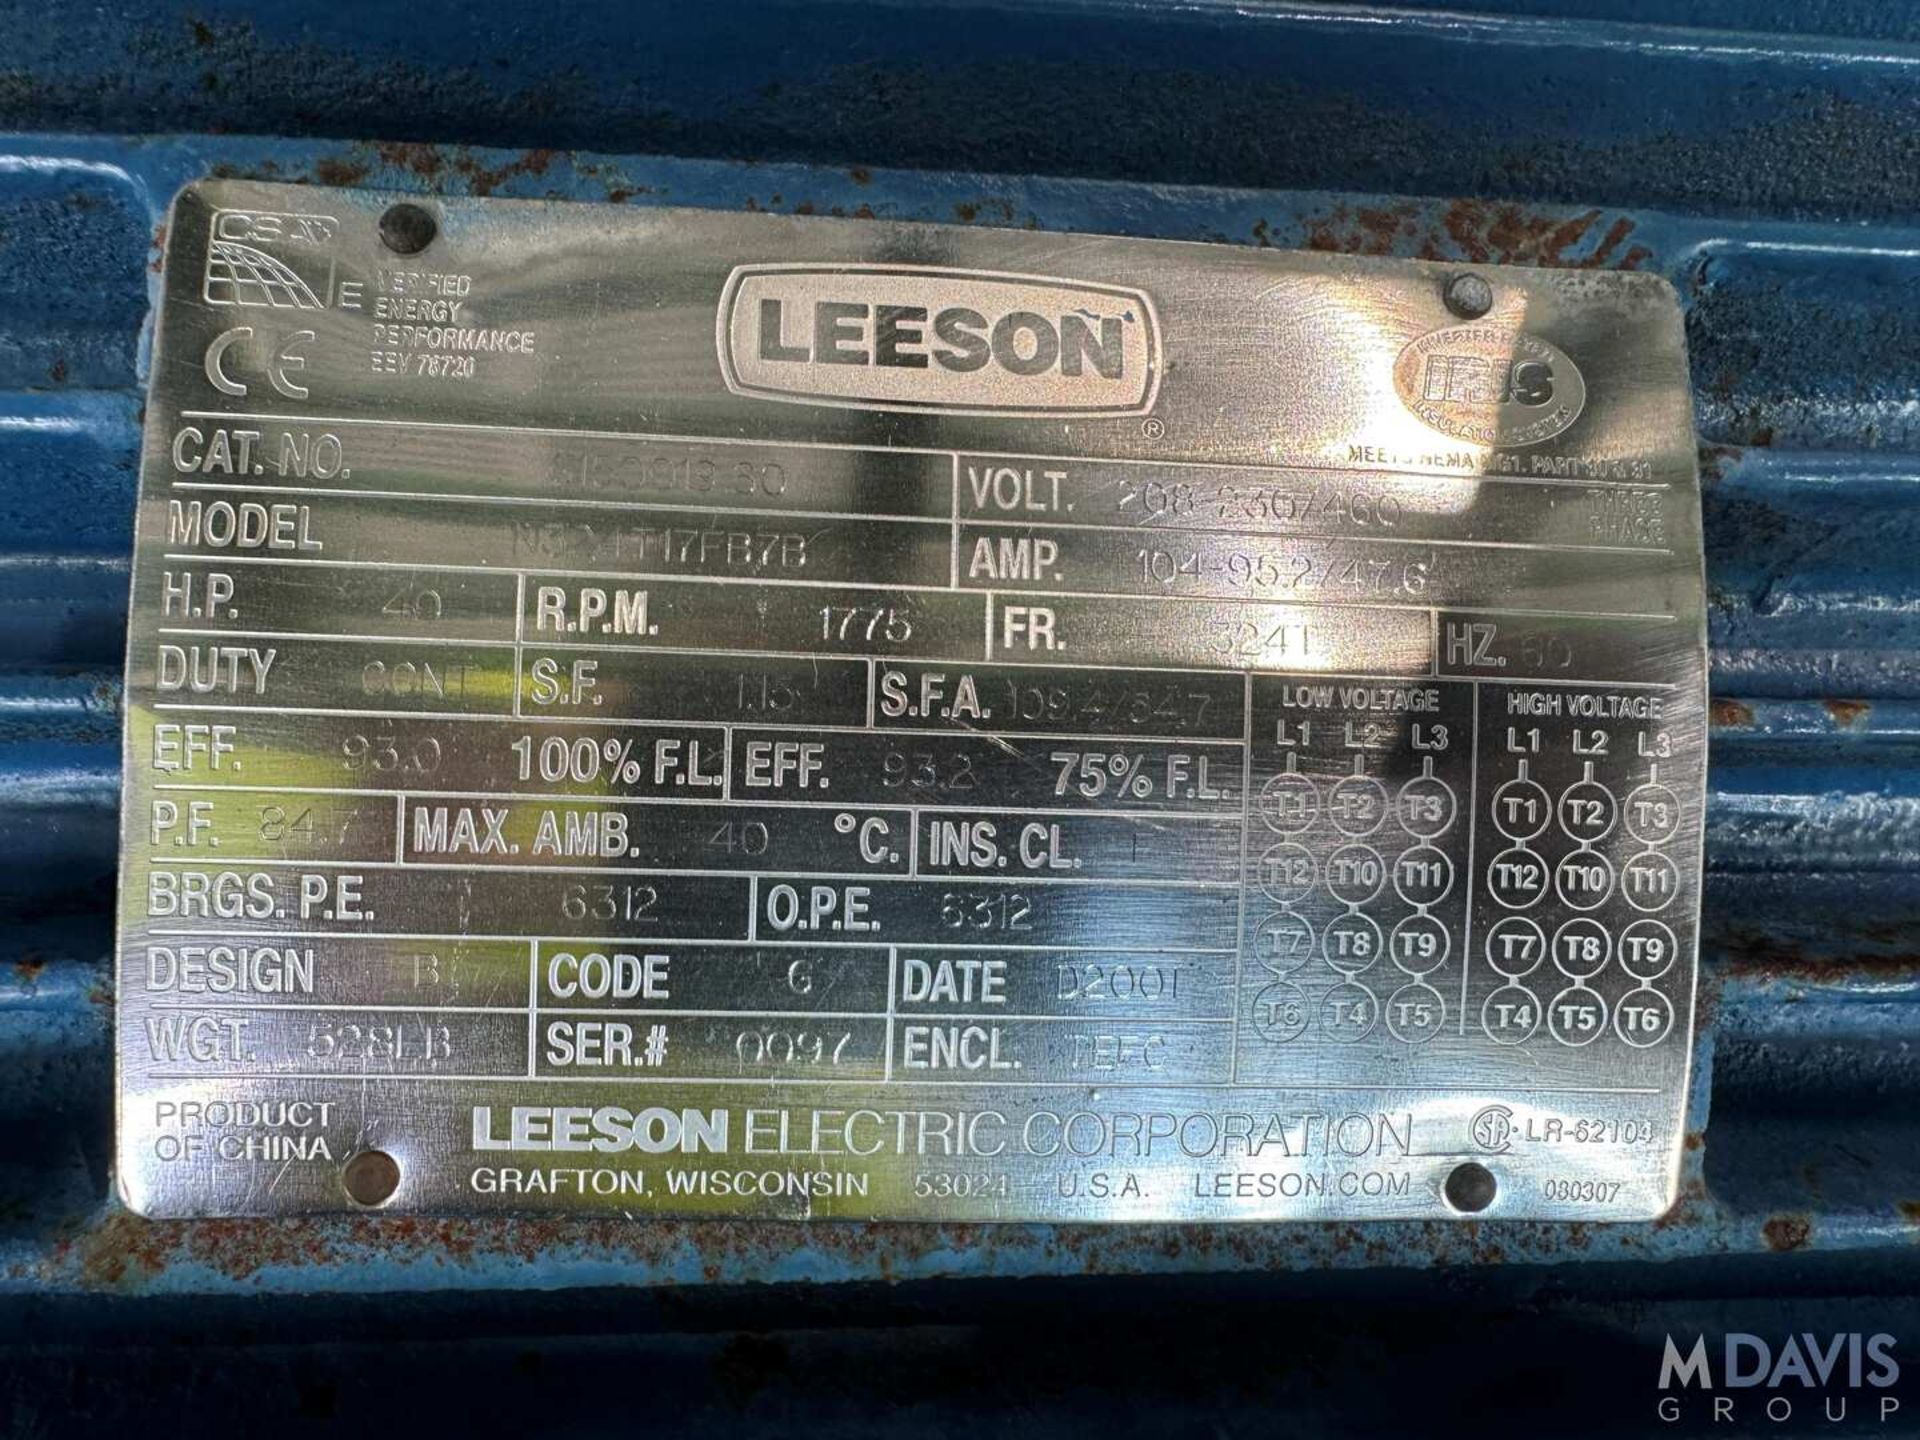 CSA
E VERIFIED
ENERGY
PERFORMANCE
EEV 78720
CE
LEESON®
IRIS
MEETS NEMA MG1. PART 30 & 31
CAT. NO.
VOLT. 208-230/460 THREE
PHASE
MODEL
AMP. 104-95.2/47.6
H.P. 40 R.P.M. 1775 FR. 324T HZ. 60
DUTY CONT S.F. 1.15 S.F.A. 109.4/54.7
EFF. 93.0 100% F.L. EFF. 93.2 75% F.L.
P.F. 84.7 MAX. AMB. 40 °C. INS. CL. F
BRGS. P.E. 6312 O.P.E. 6312
DESIGN B CODE G DATE
WGT. 528LB SER.# 0097 ENCL. TEFC
LOW VOLTAGE
L1 L2 L3
T1 T2 T3
T12 T10 T11
T7 T8 T9
T6 T4 T5
HIGH VOLTAGE
L1 L2 L3
T1 T2 T3
T12 T10 T11
T7 T8 T9
T4 T5 T6
PRODUCT
OF CHINA
LEESON ELECTRIC CORPORATION
GRAFTON, WISCONSIN 53024 U.S.A. LEESON.COM
LR-62104
080307
MDAVIS
GROUP